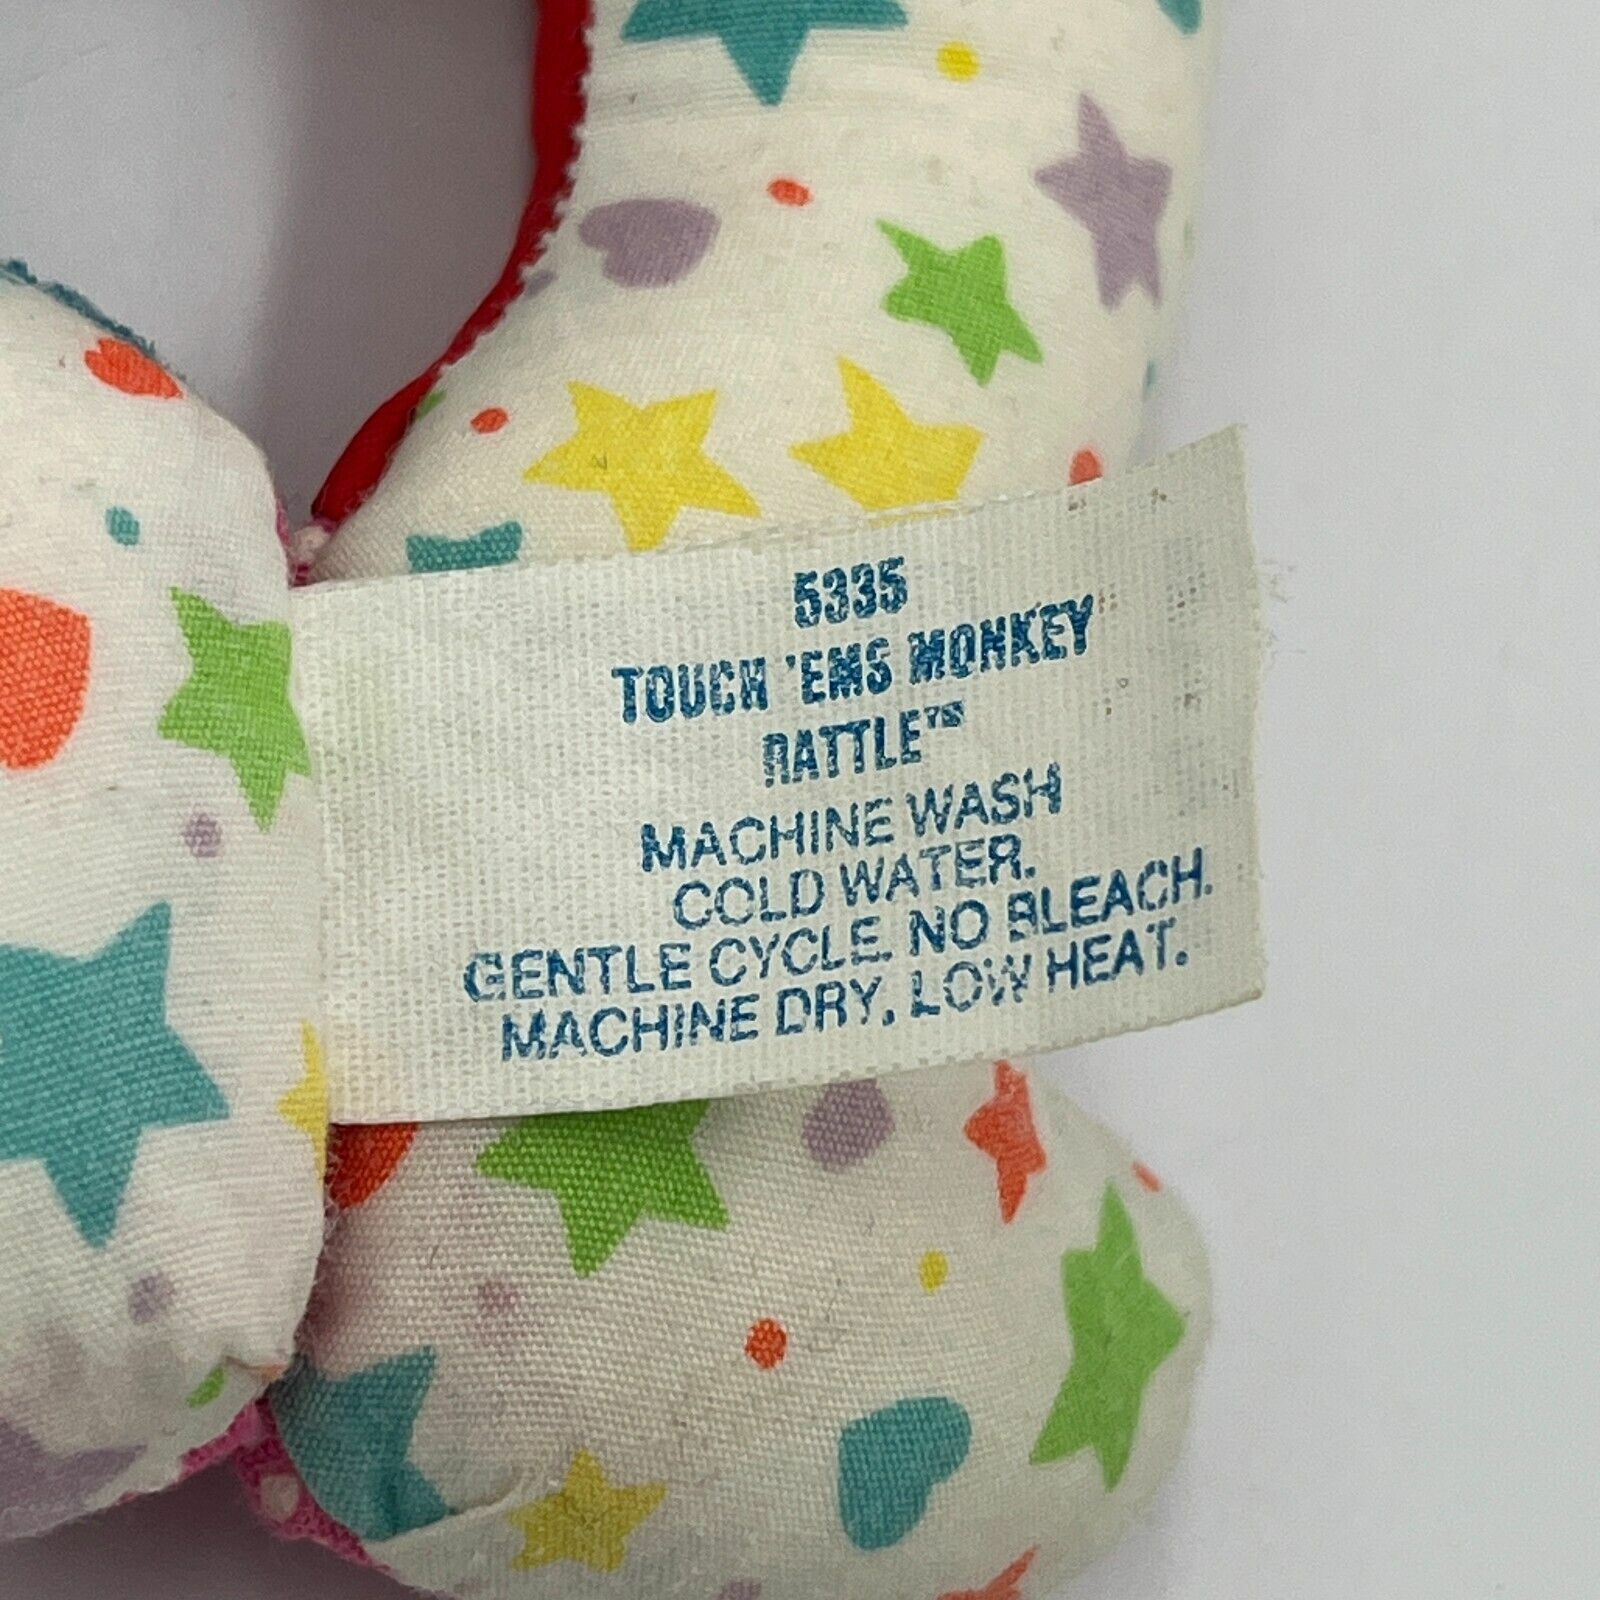 5335
TOUCH 'EMS MONKEY
RATTLE™
MACHINE WASH
COLD WATER.
GENTLE CYCLE. NO BLEACH.
MACHINE DRY, LOW HEAT.